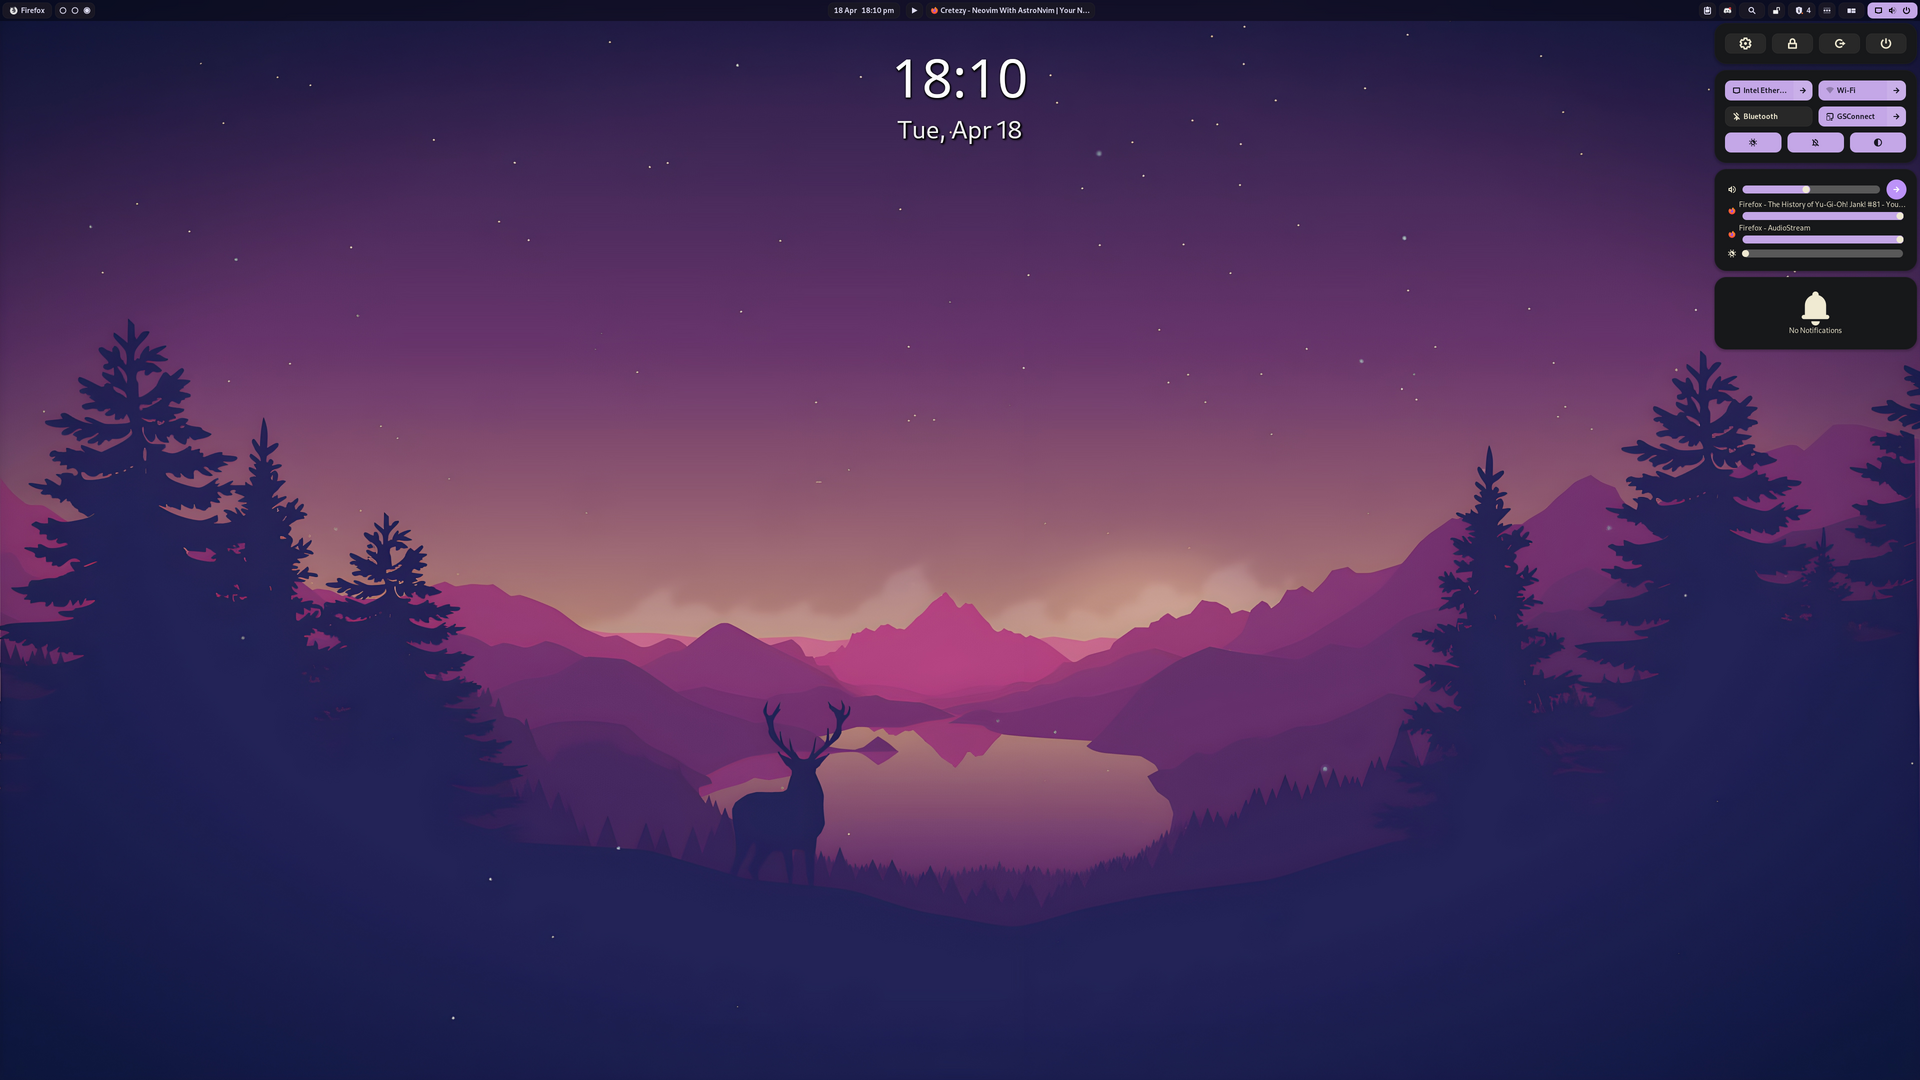 Firefox
18 Apr 18:10 pm
Cretezy - Neovim With AstroNvim | Your N...
4
18:10
Tue, Apr 18
Intel Ether...
Wi-Fi
Bluetooth
GSConnect
Firefox - The History of Yu-Gi-Oh! Jank! #81 - You...
Firefox - AudioStream
No Notifications